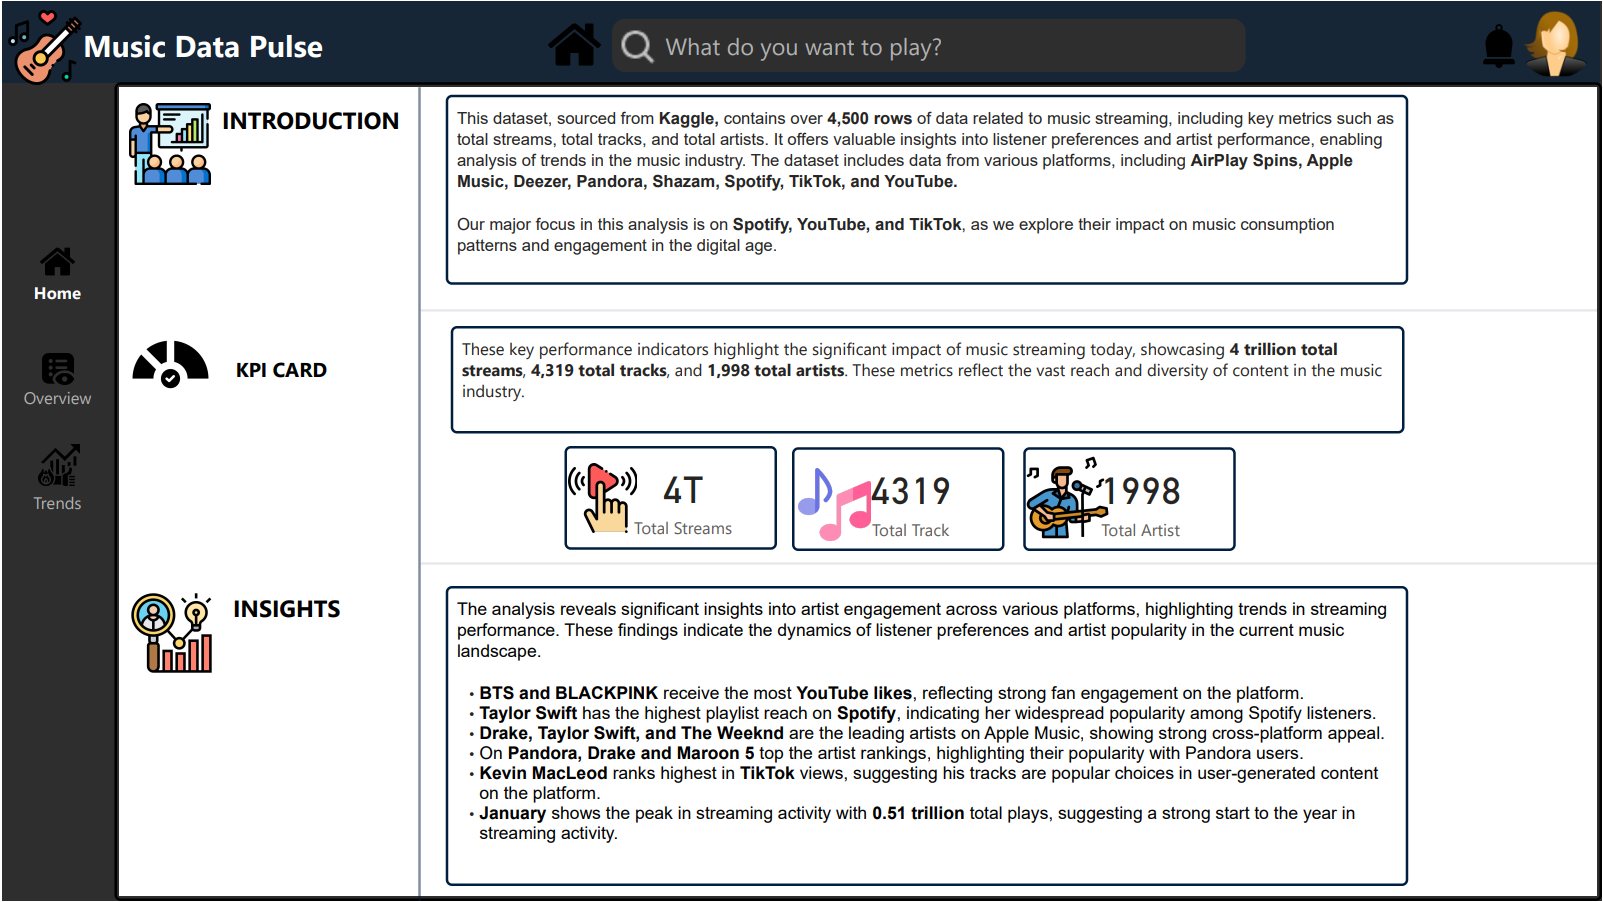 Music Data Pulse
What do you want to play?
Home
Overview
Trends
INTRODUCTION
This dataset, sourced from Kaggle, contains over 4,500 rows of data related to music streaming, including key metrics such as
total streams, total tracks, and total artists. It offers valuable insights into listener preferences and artist performance, enabling
analysis of trends in the music industry. The dataset includes data from various platforms, including AirPlay Spins, Apple
Music, Deezer, Pandora, Shazam, Spotify, TikTok, and YouTube.
Our major focus in this analysis is on Spotify, YouTube, and TikTok, as we explore their impact on music consumption
patterns and engagement in the digital age.
KPI CARD
These key performance indicators highlight the significant impact of music streaming today, showcasing 4 trillion total
streams, 4,319 total tracks, and 1,998 total artists. These metrics reflect the vast reach and diversity of content in the music
industry.
4T
Total Streams
4319
Total Track
1998
Total Artist
INSIGHTS
The analysis reveals significant insights into artist engagement across various platforms, highlighting trends in streaming
performance. These findings indicate the dynamics of listener preferences and artist popularity in the current music
landscape.
• BTS and BLACKPINK receive the most YouTube likes, reflecting strong fan engagement on the platform.
• Taylor Swift has the highest playlist reach on Spotify, indicating her widespread popularity among Spotify listeners.
• Drake, Taylor Swift, and The Weeknd are the leading artists on Apple Music, showing strong cross-platform appeal.
• On Pandora, Drake and Maroon 5 top the artist rankings, highlighting their popularity with Pandora users.
• Kevin MacLeod ranks highest in TikTok views, suggesting his tracks are popular choices in user-generated content
on the platform.
• January shows the peak in streaming activity with 0.51 trillion total plays, suggesting a strong start to the year in
streaming activity.